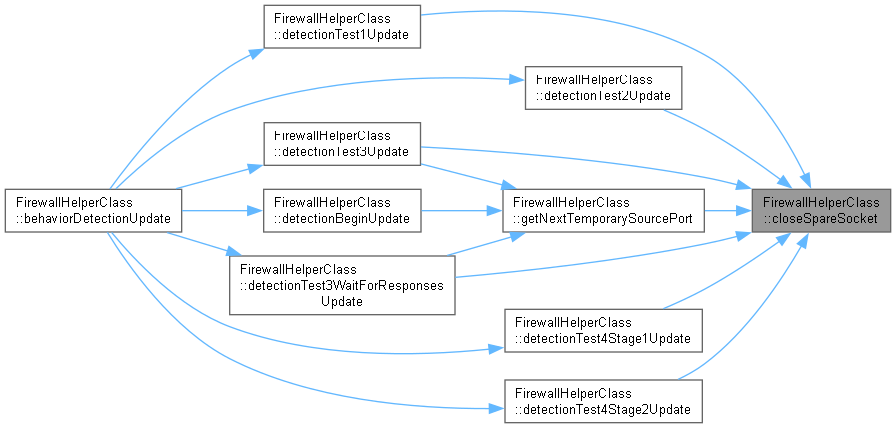 FirewallHelperClass
::detectionTest1Update
FirewallHelperClass
::detectionTest2Update
FirewallHelperClass
::detectionTest3Update
FirewallHelperClass
::behaviorDetectionUpdate
FirewallHelperClass
::detectionBeginUpdate
FirewallHelperClass
::getNextTemporarySourcePort
FirewallHelperClass
::closeSpareSocket
FirewallHelperClass
::detectionTest3WaitForResponses
Update
FirewallHelperClass
::detectionTest4Stage1Update
FirewallHelperClass
::detectionTest4Stage2Update